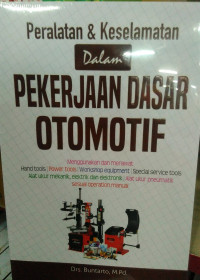 Peralatan & Keselamatan
Dalam
PEKERJAAN DASAR
OTOMOTIF
Menggunakan dan merawat:
Hand tools; Power tools; Workshop equipment; Special service tools
alat ukur mekanik, elektrik dan elektronik; alat ukur pneumatik
sesuai operation manual
Drs. Buntarto, M.Pd.